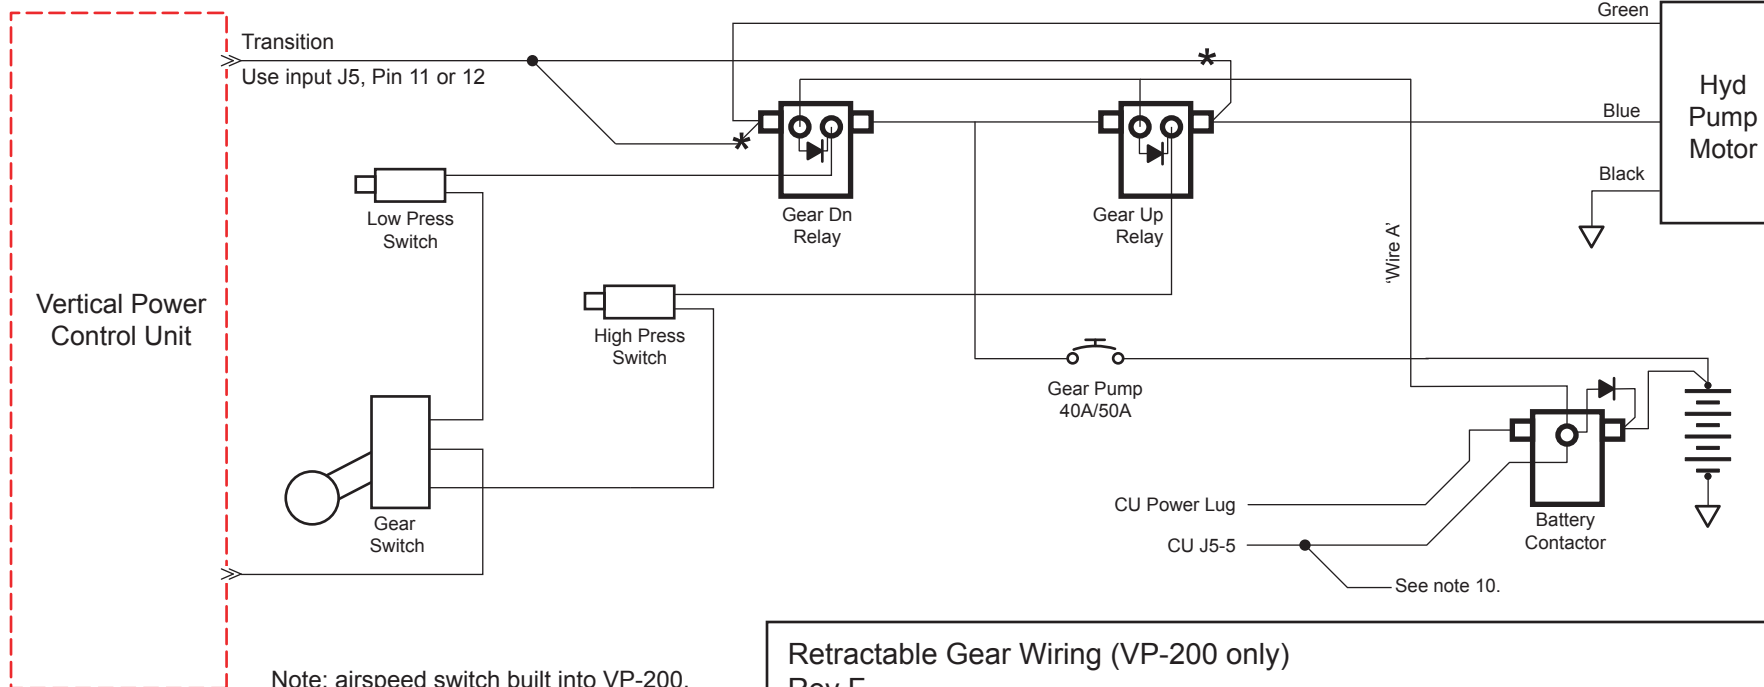 Green
Transition
Use input J5, Pin 11 or 12
*
*
Hyd
Pump
Motor
Blue
Black
Low Press
Switch
Gear Dn
Relay
Gear Up
Relay
'Wire A'
Vertical Power
Control Unit
High Press
Switch
Gear Pump
40A/50A
Gear
Switch
CU Power Lug
CU J5-5
Battery
Contactor
See note 10.
Retractable Gear Wiring (VP-200 only)
Rev F
Note: airspeed switch built into VP-200.